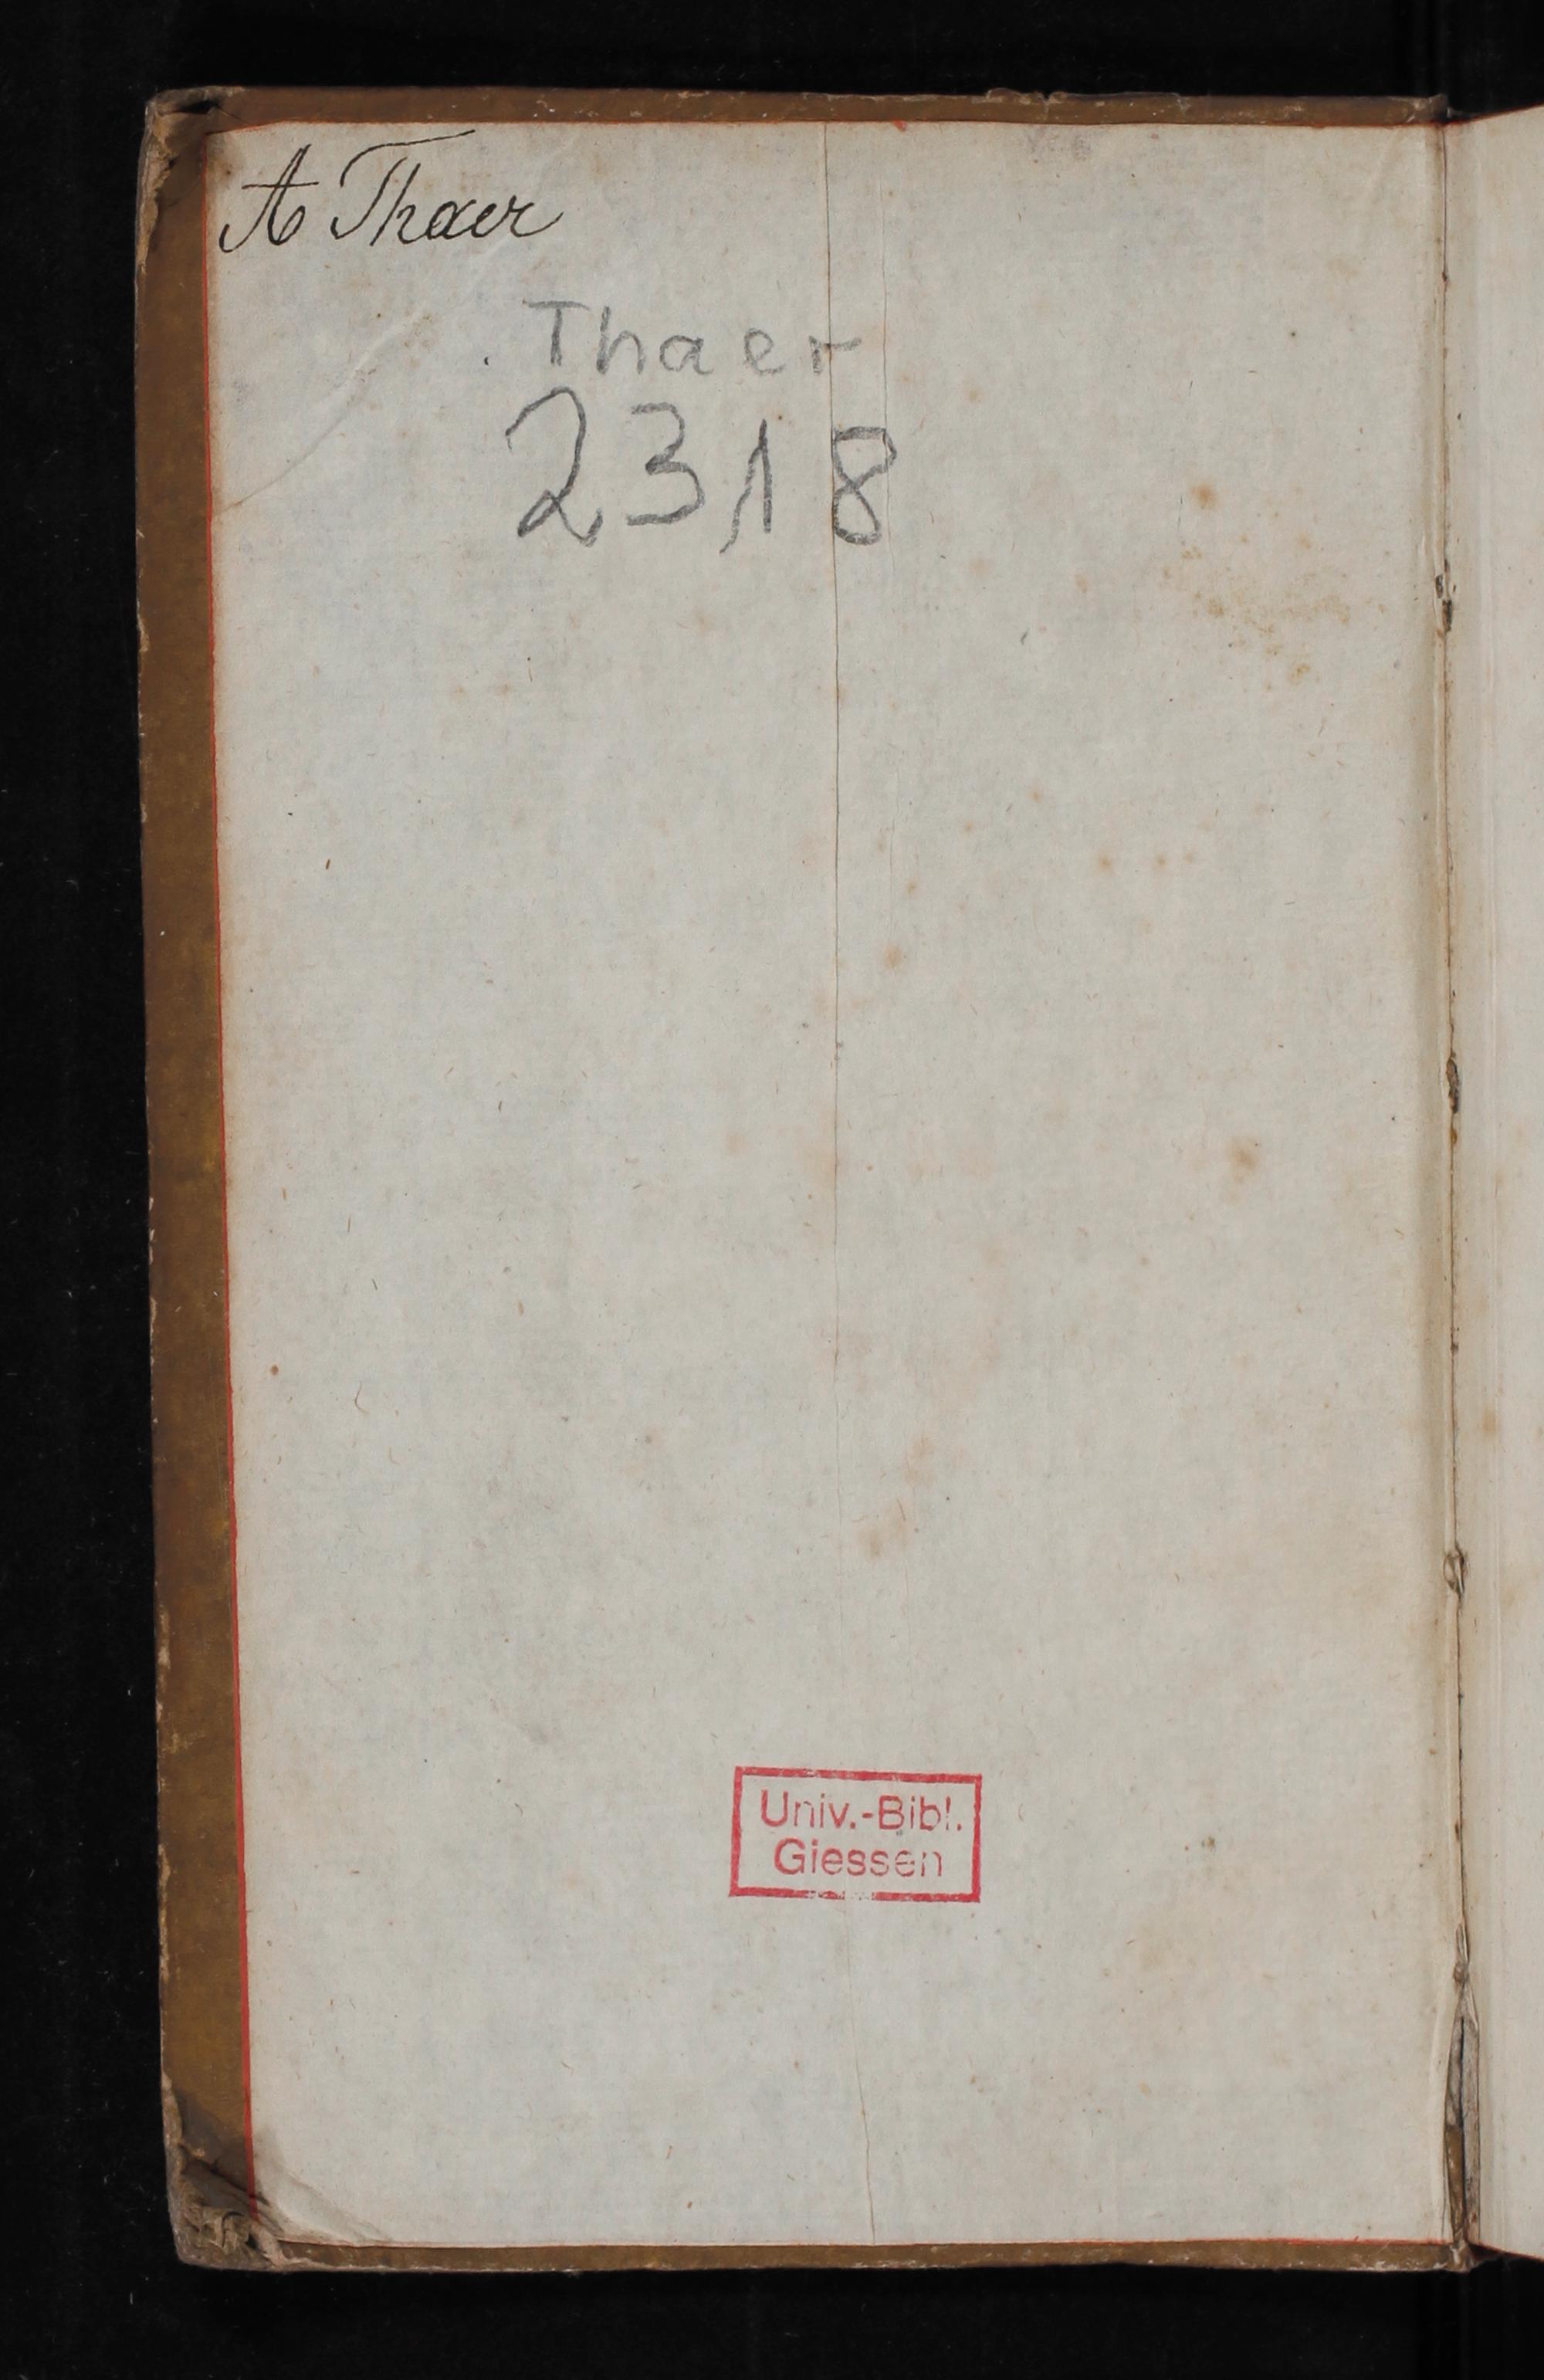 A Thaer
Thaer
2318
Univ.-Bibl.
Giessen